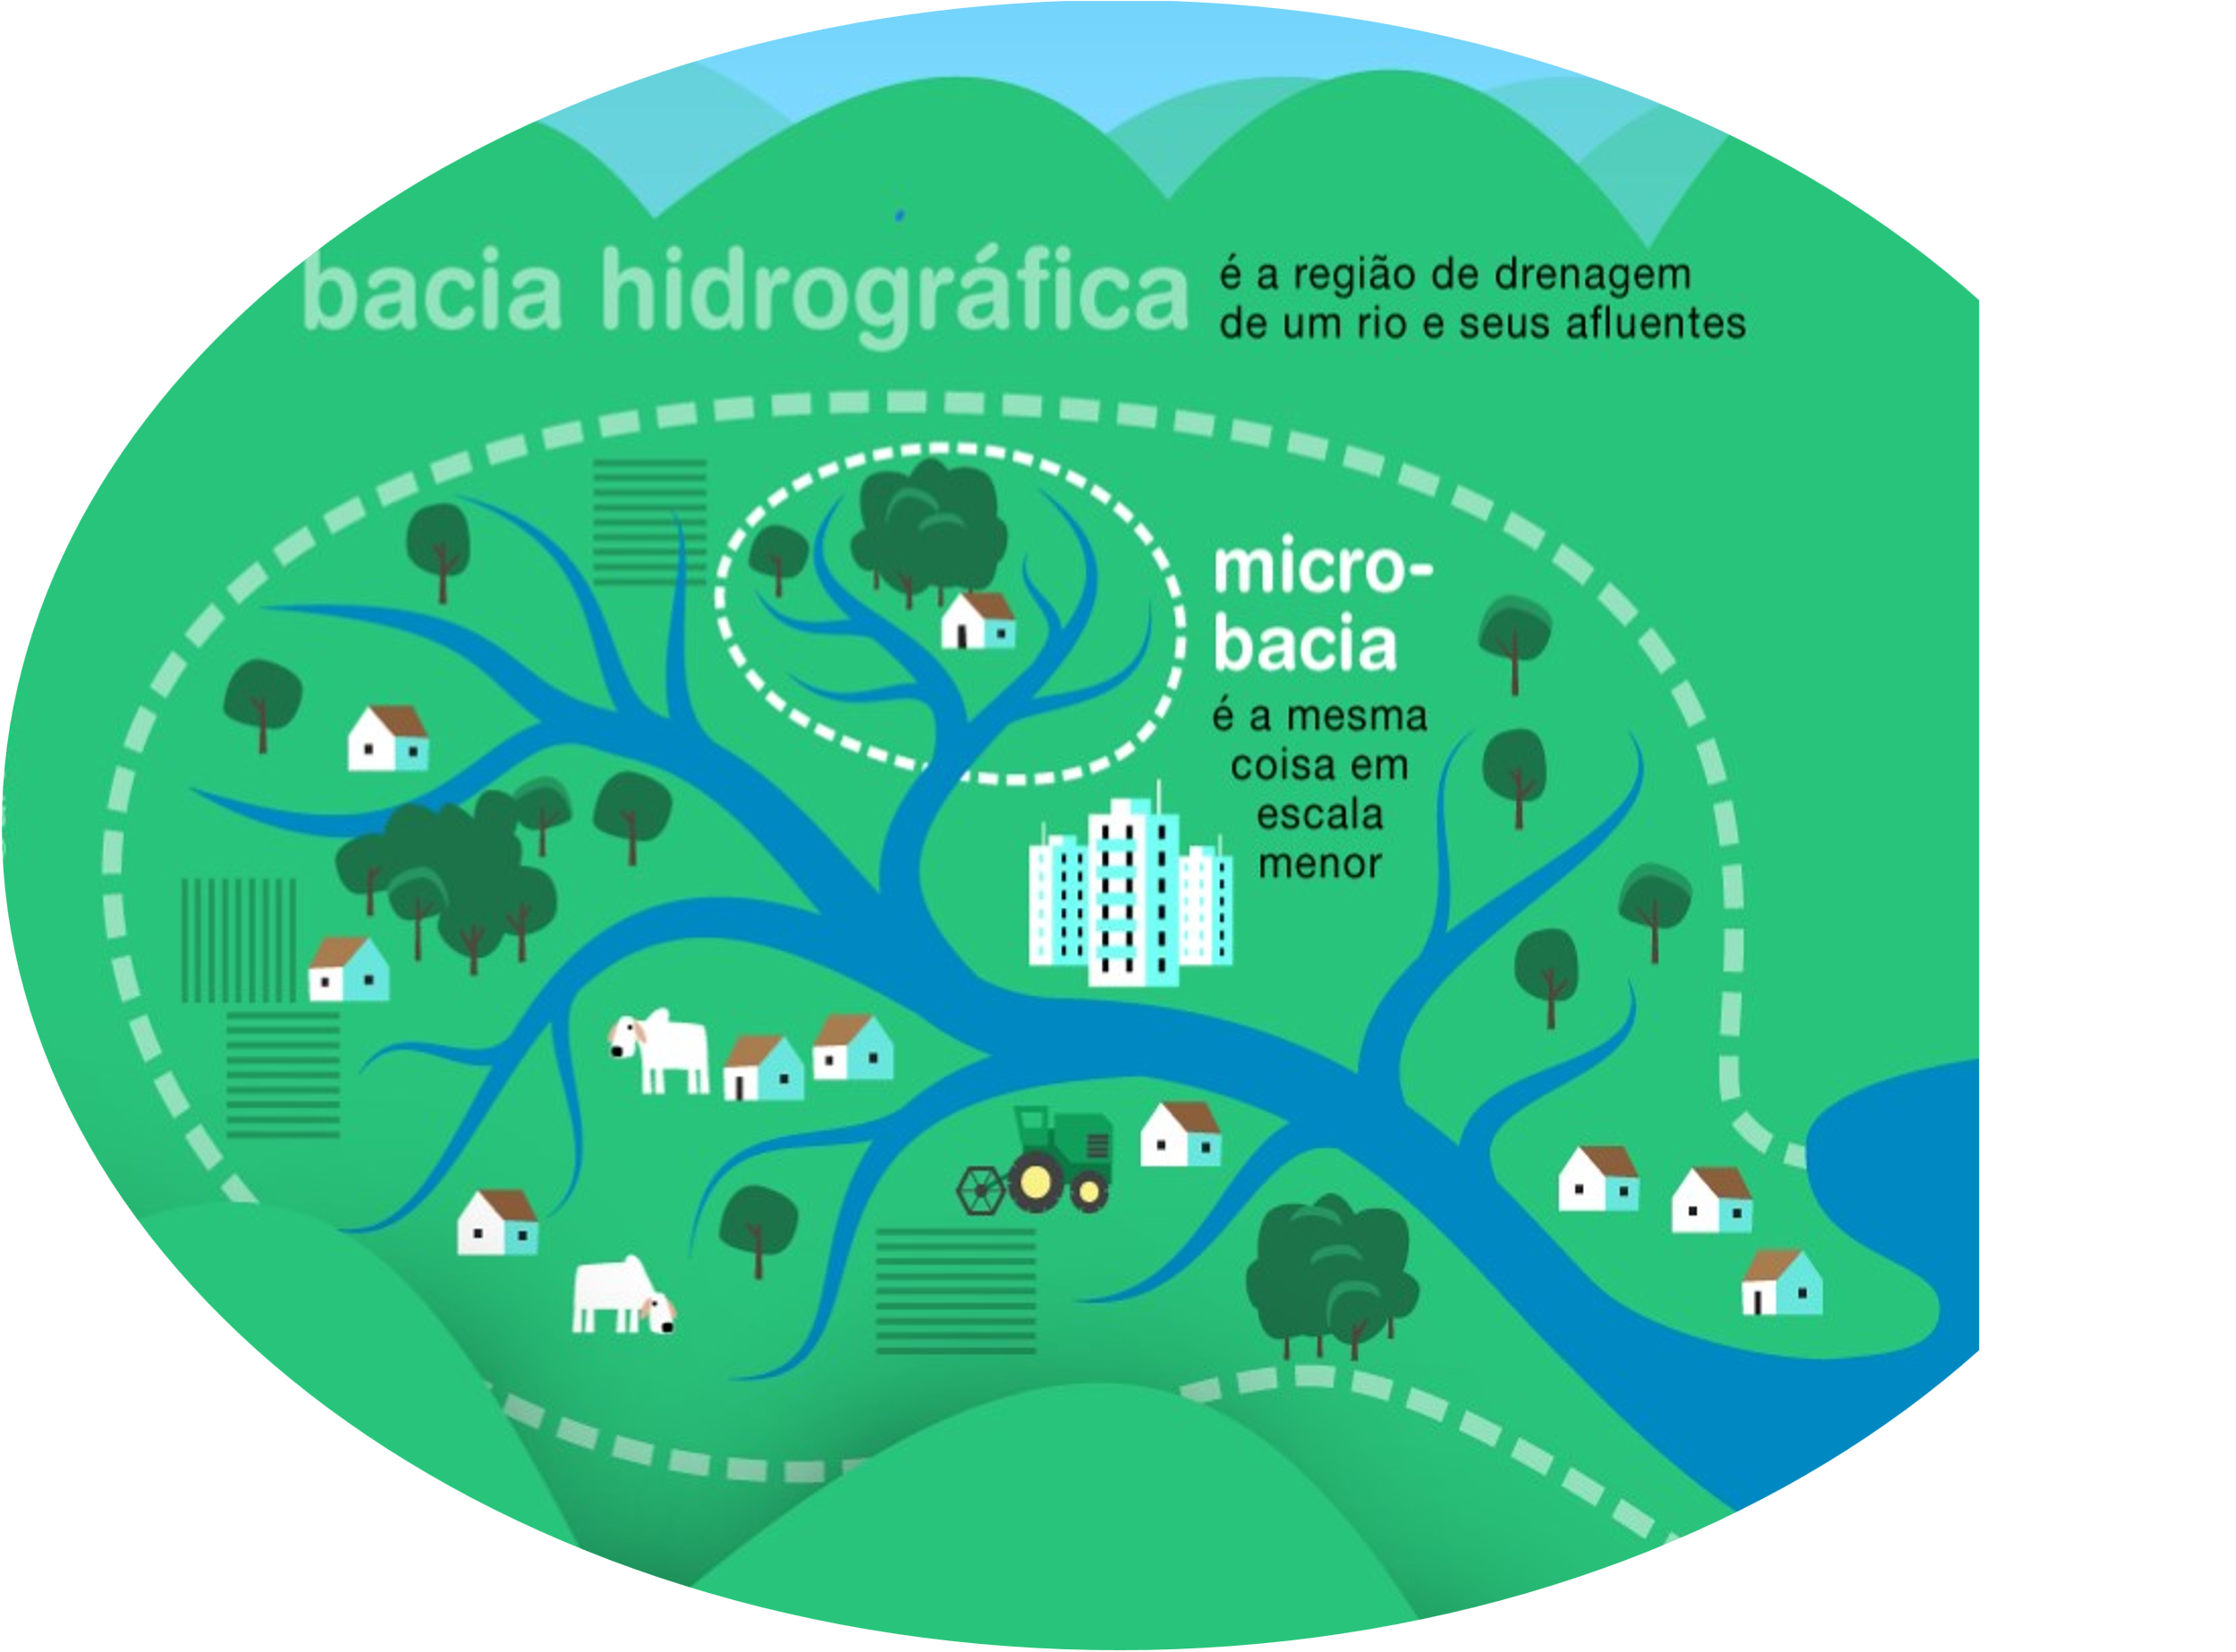 bacia hidrográfica
é a região de drenagem
de um rio e seus afluentes
micro-
bacia
é a mesma
coisa em
escala
menor